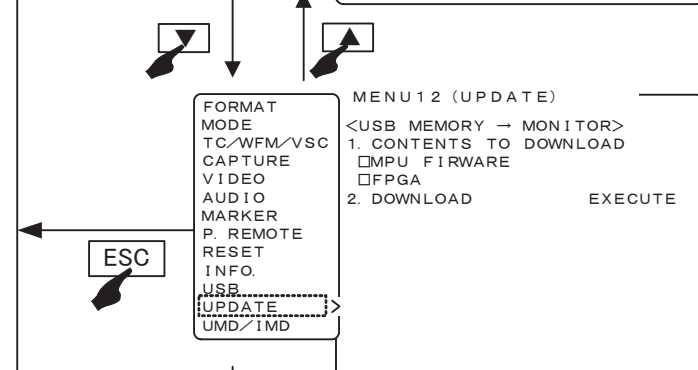 FORMAT
MODE
TC/WFM/VSC
CAPTURE
VIDEO
AUDIO
MARKER
P. REMOTE
RESET
INFO.
USB
UPDATE >
UMD/IMD
ESC
MENU12 (UPDATE)
<USB MEMORY → MONITOR>
1. CONTENTS TO DOWNLOAD
□MPU FIRWARE
□FPGA
2. DOWNLOAD EXECUTE